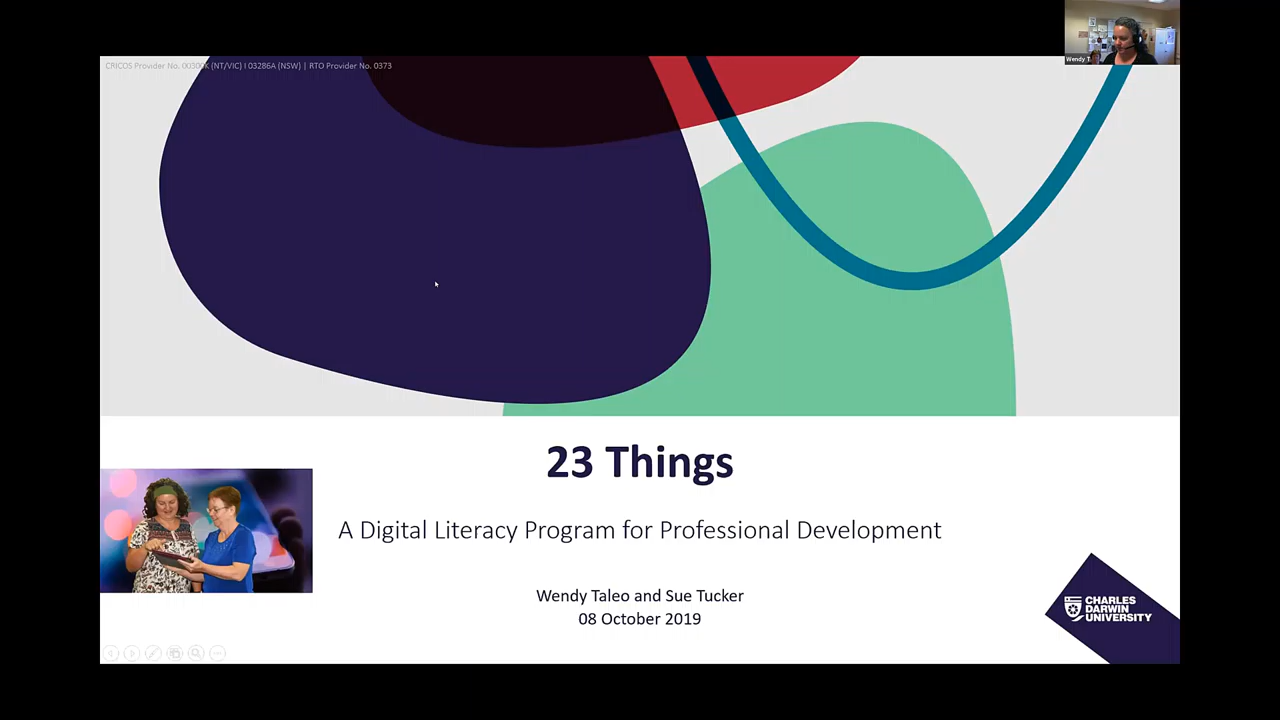 Wendy T.
CRICOS Provider No. 00300K (NT/VIC) I 03286A (NSW) | RTO Provider No. 0373
23 Things
A Digital Literacy Program for Professional Development
Wendy Taleo and Sue Tucker
08 October 2019
CHARLES
DARWIN
UNIVERSITY